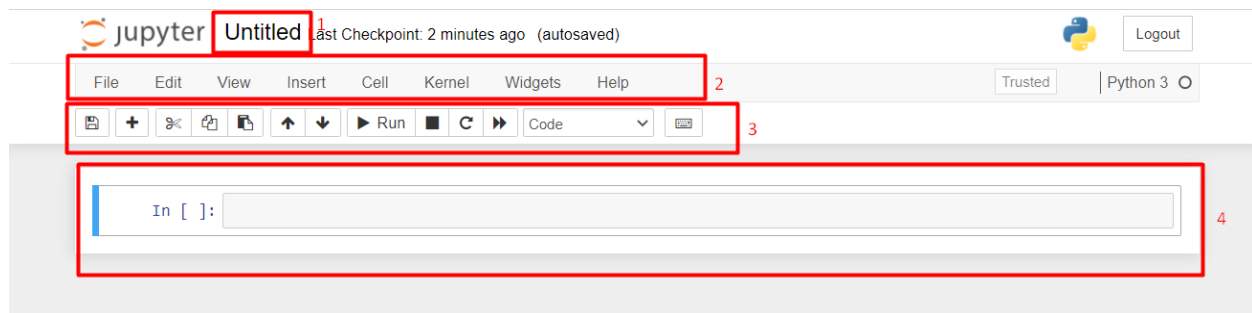 jupyter Untitled Last Checkpoint: 2 minutes ago (autosaved) Logout
1
File Edit View Insert Cell Kernel Widgets Help 2 Trusted Python 3
Run Code 3
In [ ]:
4